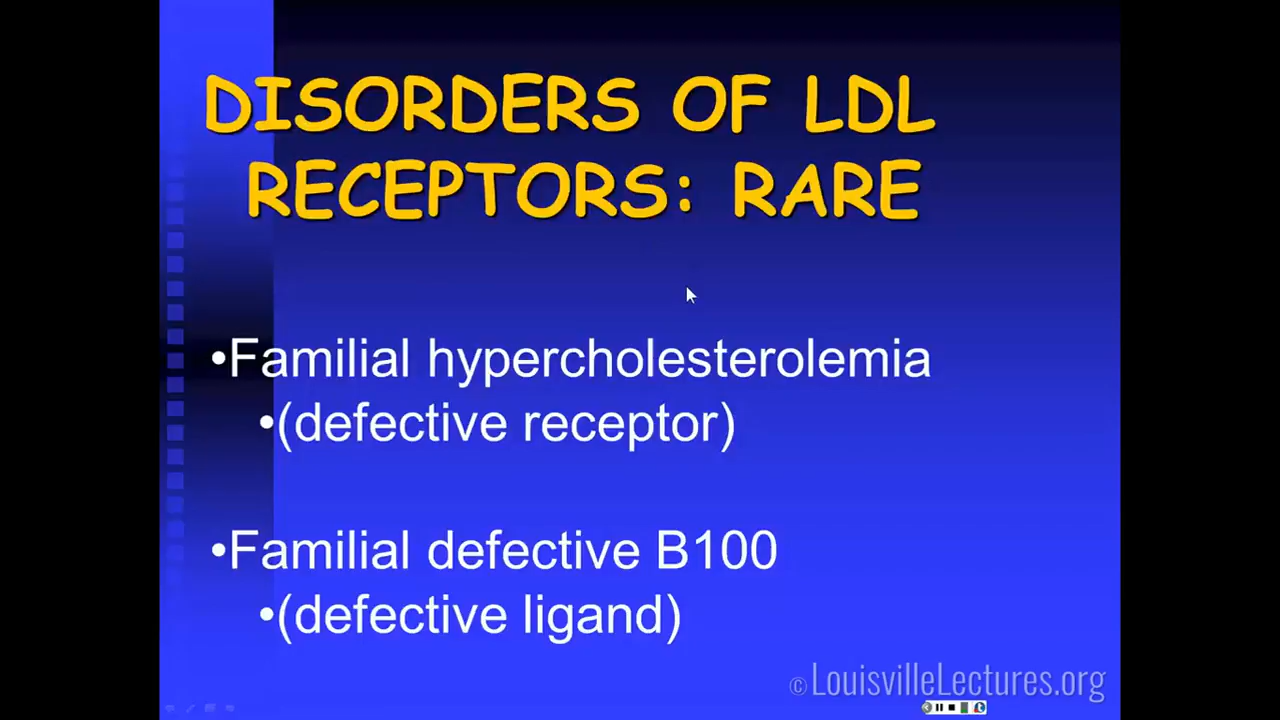 DISORDERS OF LDL
RECEPTORS: RARE
•Familial hypercholesterolemia
•(defective receptor)
•Familial defective B100
•(defective ligand)
©LouisvilleLectures.org